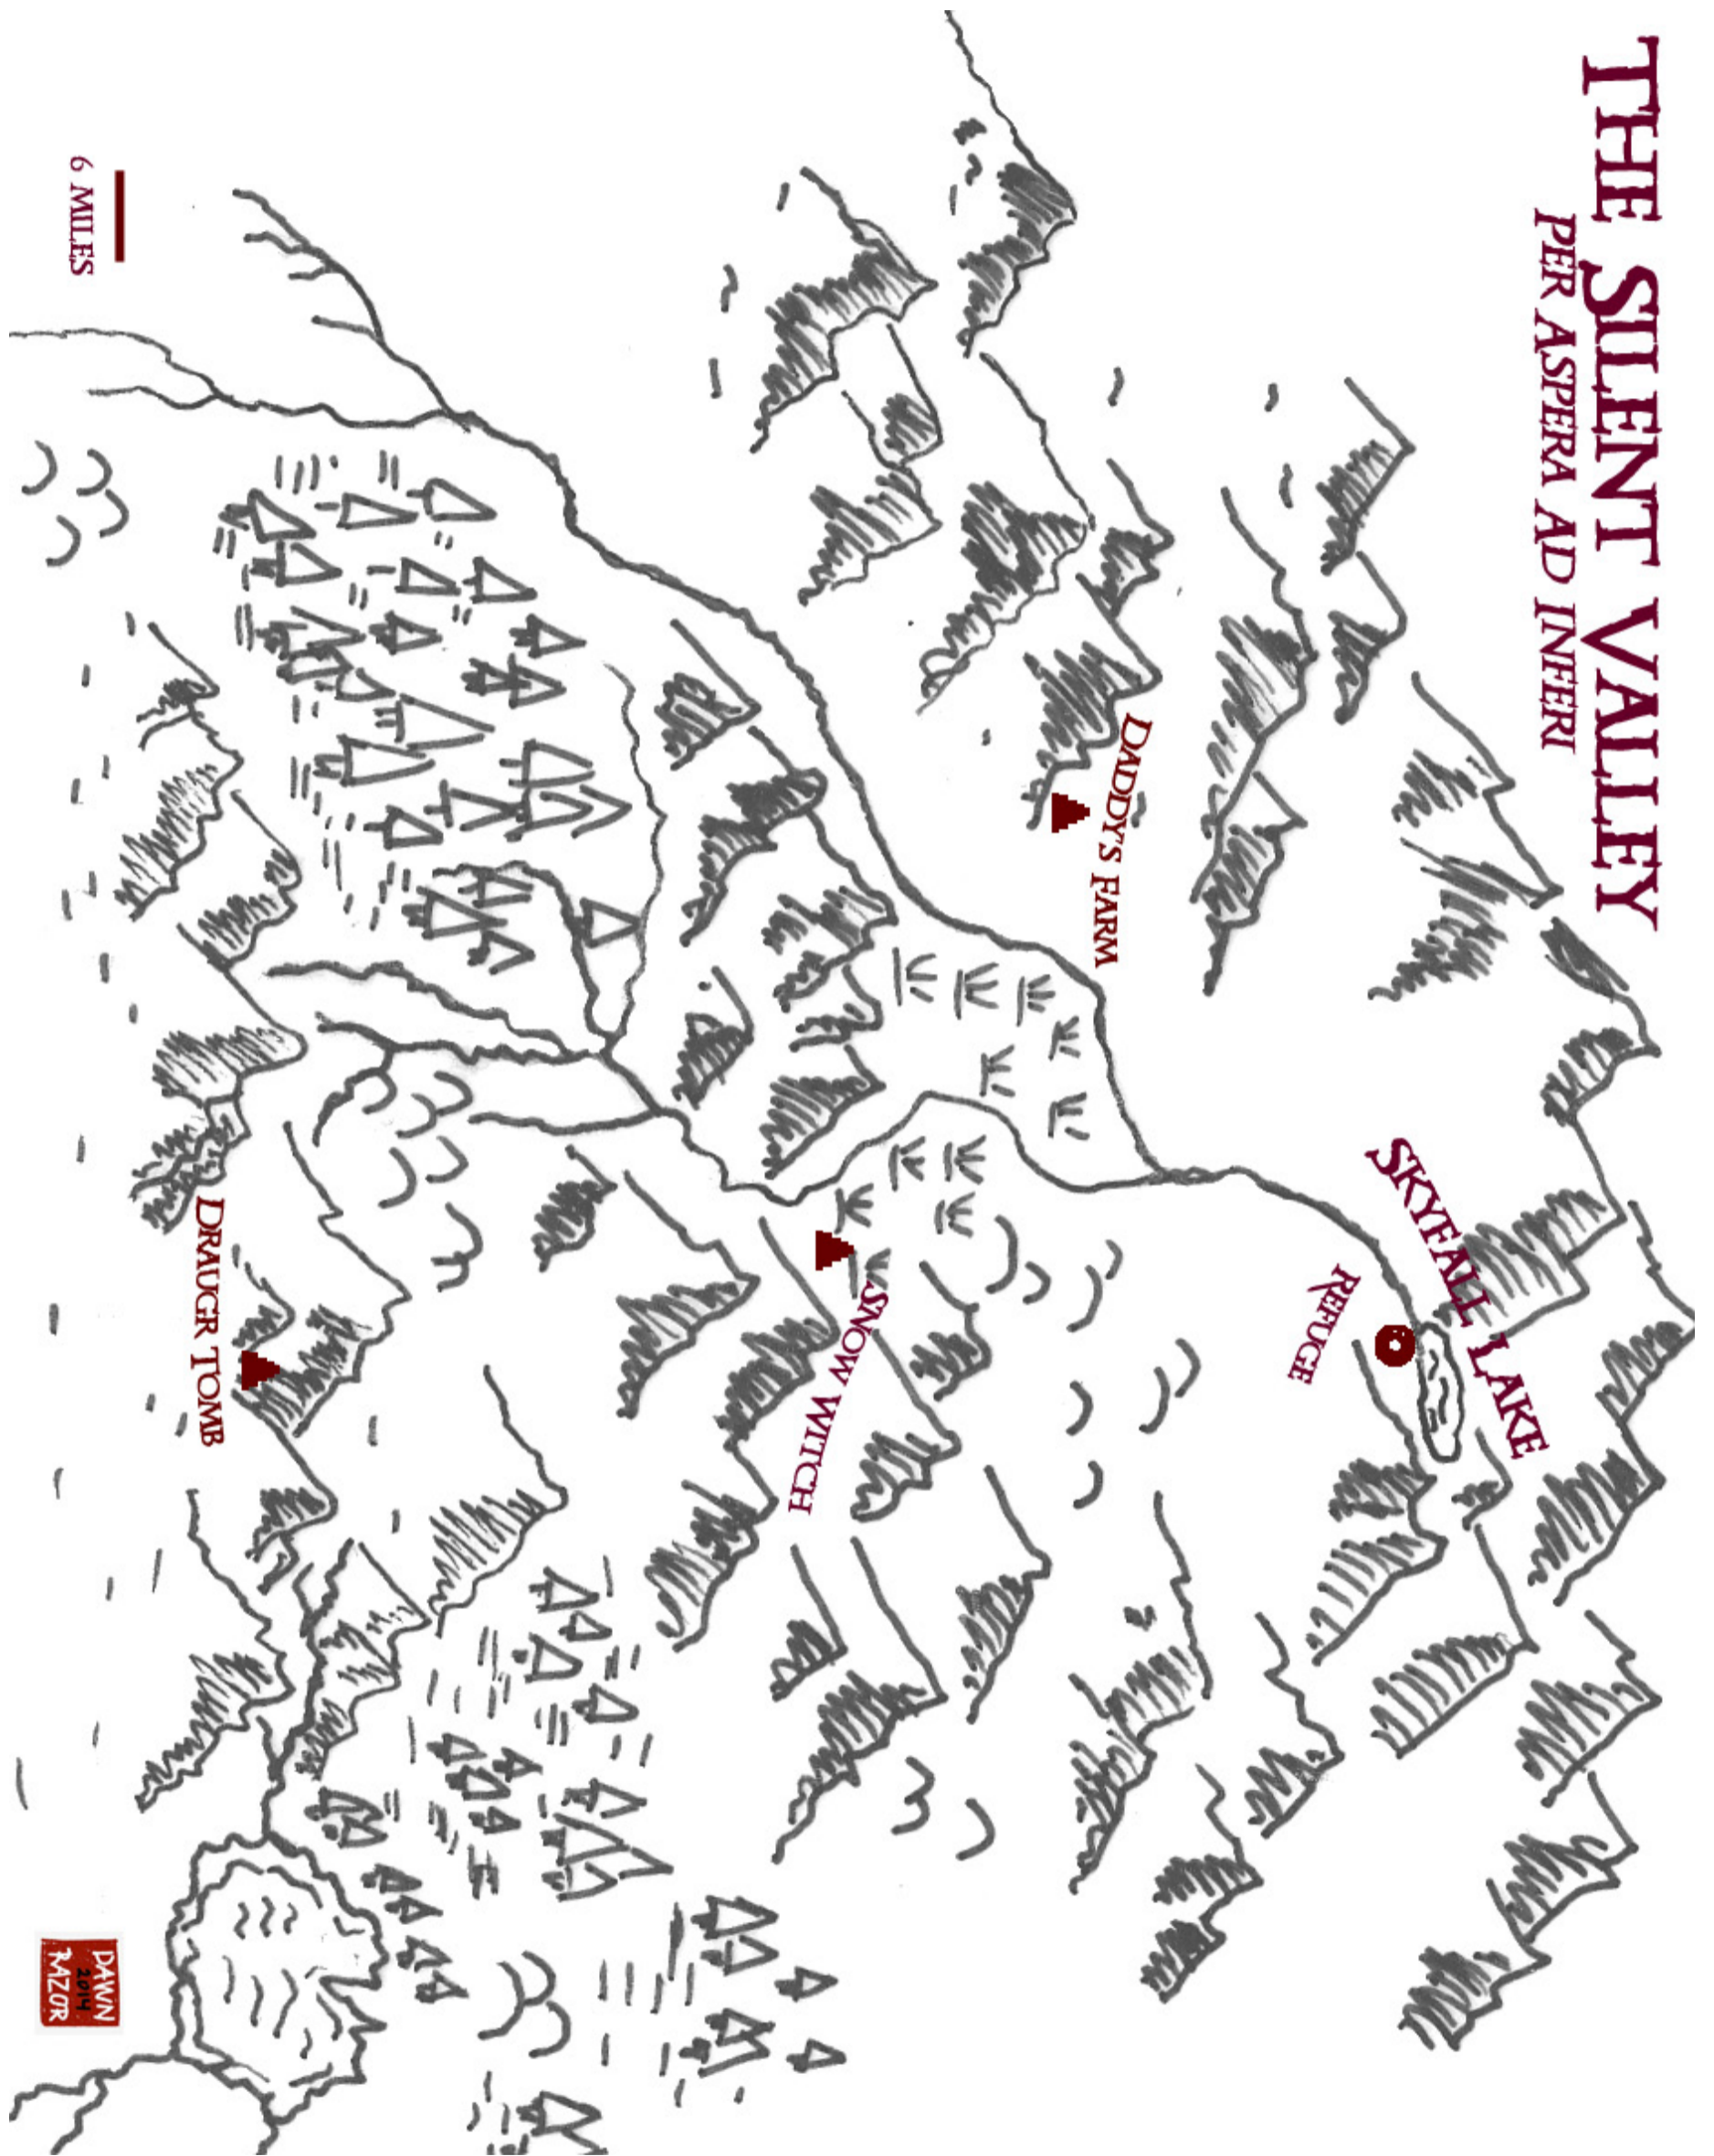 THE SILENT VALLEY
PER ASPERA AD INFERI
SKYFALL LAKE
REFUGE
DADDY'S FARM
SNOW WITCH
DRAUGR TOMB
6 MILES
DAWN
2014
RAZOR